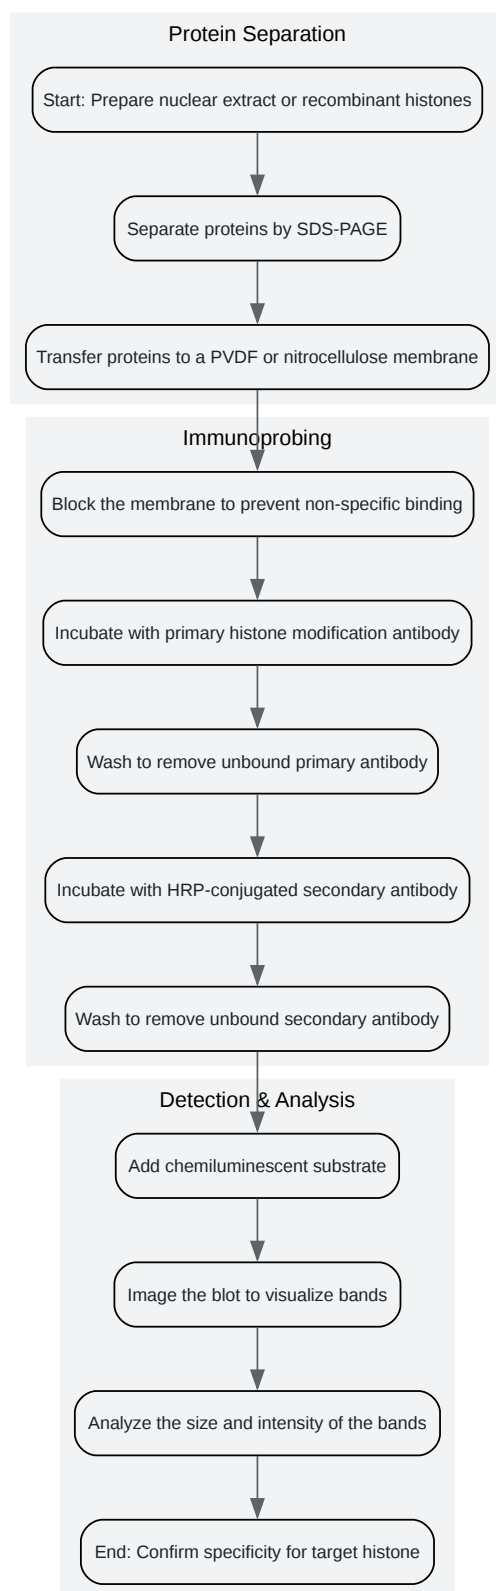 Protein Separation
Start: Prepare nuclear extract or recombinant histones
Separate proteins by SDS-PAGE
Transfer proteins to a PVDF or nitrocellulose membrane
Immunoprobing
Block the membrane to prevent non-specific binding
Incubate with primary histone modification antibody
Wash to remove unbound primary antibody
Incubate with HRP-conjugated secondary antibody
Wash to remove unbound secondary antibody
Detection & Analysis
Add chemiluminescent substrate
Image the blot to visualize bands
Analyze the size and intensity of the bands
End: Confirm specificity for target histone